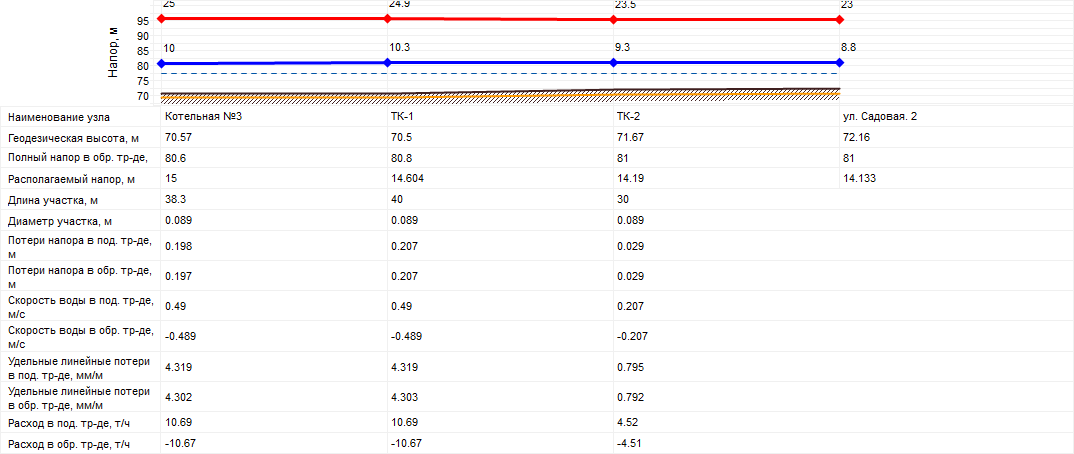 25 24.9 23.5 23
95
90
10 10.3 9.3 8.8
85
80
75
70
Напор, м
Наименование узла Котельная №3 ТК-1 ТК-2 ул. Садовая. 2
Геодезическая высота, м 70.57 70.5 71.67 72.16
Полный напор в обр. тр-де, 80.6 80.8 81 81
Располагаемый напор, м 15 14.604 14.19 14.133
Длина участка, м 38.3 40 30
Диаметр участка, м 0.089 0.089 0.089
Потери напора в под. тр-де,
м 0.198 0.207 0.029
Потери напора в обр. тр-де,
м 0.197 0.207 0.029
Скорость воды в под. тр-де,
м/с 0.49 0.49 0.207
Скорость воды в обр. тр-де,
м/с -0.489 -0.489 -0.207
Удельные линейные потери
в под. тр-де, мм/м 4.319 4.319 0.795
Удельные линейные потери
в обр. тр-де, мм/м 4.302 4.303 0.792
Расход в под. тр-де, т/ч 10.69 10.69 4.52
Расход в обр. тр-де, т/ч -10.67 -10.67 -4.51